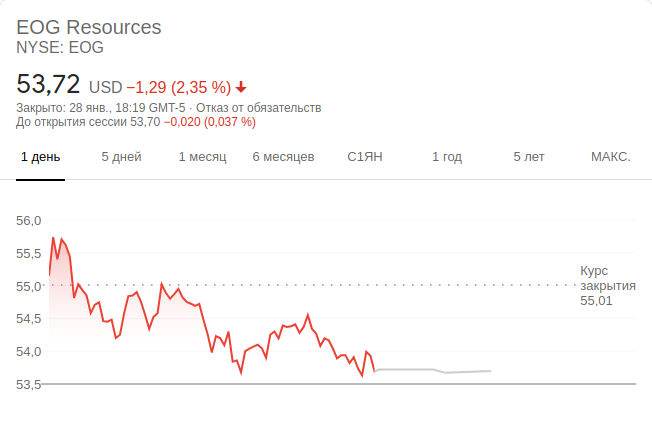 EOG Resources
NYSE: EOG
53,72 USD −1,29 (2,35 %)
Закрыто: 28 янв., 18:19 GMT-5 · Отказ от обязательств
До открытия сессии 53,70 −0,020 (0,037 %)
1 день 5 дней 1 месяц 6 месяцев С1ЯН 1 год 5 лет МАКС.
56,0
55,5
55,0
54,5
54,0
53,5
Курс
закрытия
55,01